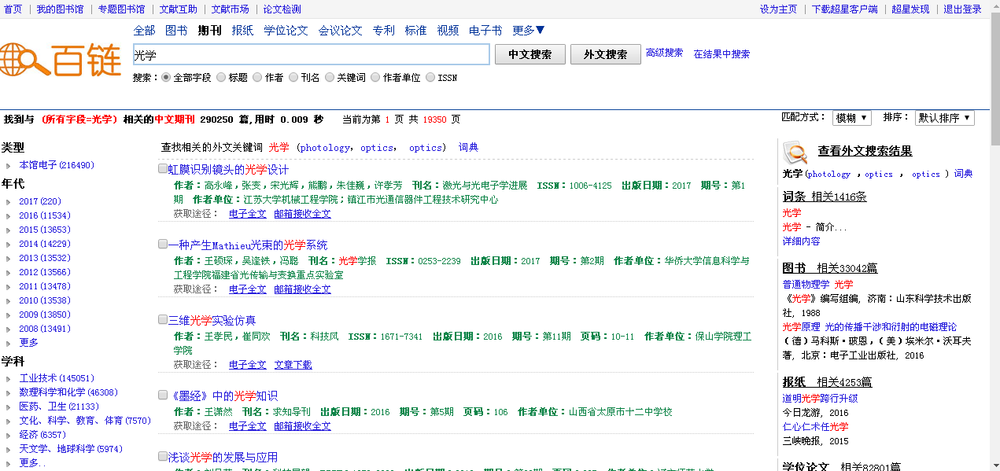 首页 | 我的图书馆 | 专题图书馆 | 文献互助 | 文献市场 | 论文检测
设为主页 | 下载超星客户端 | 超星发现 | 退出登录
百链
全部 图书 期刊 报纸 学位论文 会议论文 专利 标准 视频 电子书 更多▼
光学 中文搜索 外文搜索 高级搜索 在结果中搜索
搜索: 全部字段 标题 作者 刊名 关键词 作者单位 ISSN
找到与 (所有字段=光学) 相关的中文期刊 290250 篇,用时 0.009 秒 当前为第 1 页 共 19350 页
匹配方式: 模糊 ▼ 排序: 默认排序 ▼
类型
本馆电子(216490)
年代
2017(220)
2016(11534)
2015(13653)
2014(14229)
2013(13532)
2012(13566)
2011(13478)
2010(13538)
2009(13850)
2008(13491)
更多
学科
工业技术(145051)
数理科学和化学(46308)
医药、卫生(21133)
文化、科学、教育、体育(7570)
经济(6357)
天文学、地球科学(5974)
更多..
查找相关的外文关键词 光学 (photology, optics, optics) 词典
虹膜识别镜头的光学设计
作者:高永峰,张变,宋光辉,熊鹏,朱佳巍,许孝芳 刊名:激光与光电子学进展 ISSN:1006-4125 出版日期:2017 期号:第1
期 作者单位:江苏大学机械工程学院;镇江市光通信器件工程技术研究中心
获取途径: 电子全文 邮箱接收全文
一种产生Mathieu光束的光学系统
作者:王硕琛,吴逢铁,冯聪 刊名:光学学报 ISSN:0253-2239 出版日期:2017 期号:第2期 作者单位:华侨大学信息科学与
工程学院福建省光传输与变换重点实验室
获取途径: 电子全文 邮箱接收全文
三维光学实验仿真
作者:王孝民,崔同欢 刊名:科技风 ISSN:1671-7341 出版日期:2016 期号:第11期 页码:10-11 作者单位:保山学院理工
学院
获取途径: 电子全文 文章下载
《墨经》中的光学知识
作者:王潇然 刊名:求知导刊 出版日期:2016 期号:第5期 页码:106 作者单位:山西省太原市十二中学校
获取途径: 电子全文 邮箱接收全文
浅谈光学的发展与应用
查看外文搜索结果
光学(photology ,optics , optics ) 词典
词条 相关1416条
光学
光学 - 简介...
详细内容
图书 相关33042篇
普通物理学 光学
《光学》编写组编, 济南:山东科学技术出版
社, 1988
光学原理 光的传播干涉和衍射的电磁理论
(德)马科斯·玻恩,(美)埃米尔·沃耳夫
著, 北京:电子工业出版社, 2016
报纸 相关4253篇
道明光学跨行升级
今日龙游, 2016
仁心仁术任光学
三峡晚报, 2015
学位论文 相关82801篇